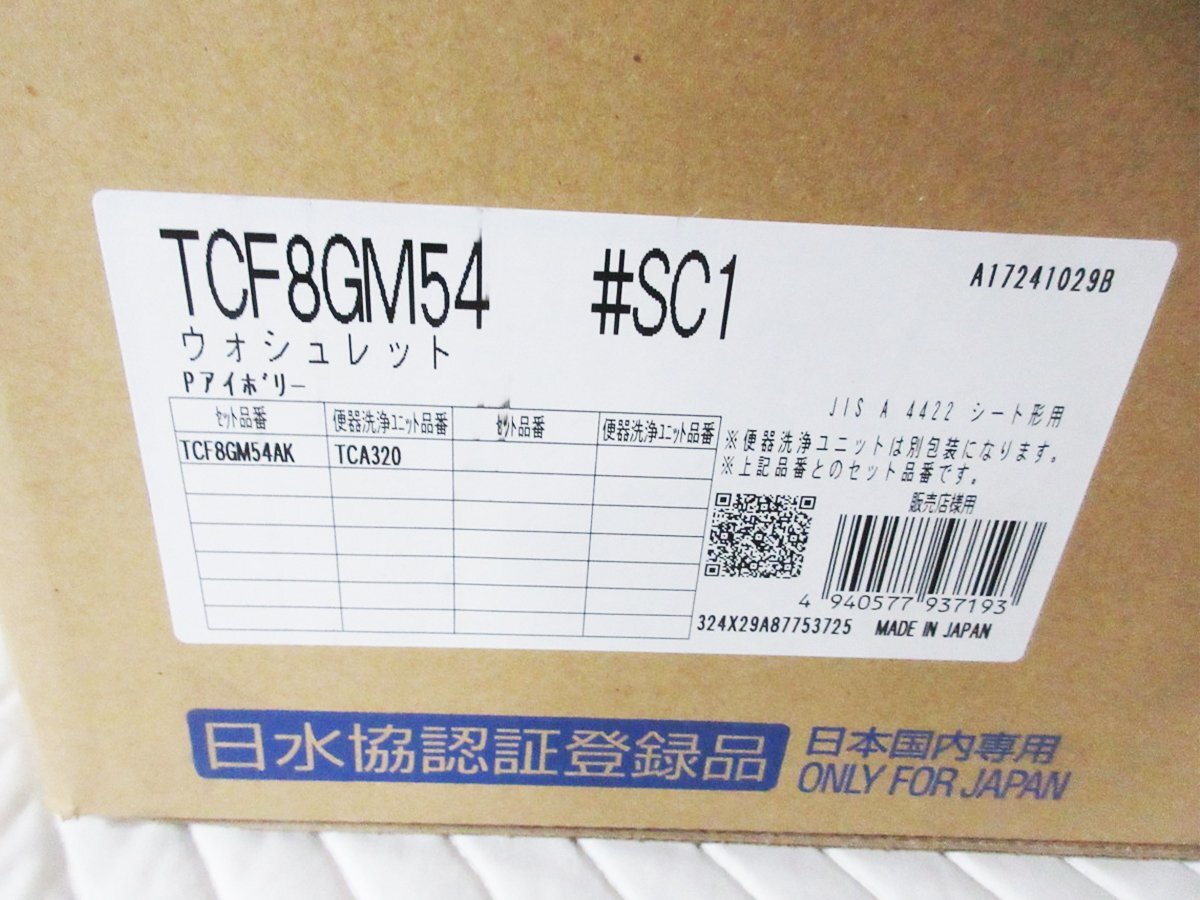 TCF8GM54 #SC1 A17241029B
ウォシュレット
Pアイボリー
JIS A 4422 シート形用
セット品番 便器洗浄ユニット品番 セット品番 便器洗浄ユニット品番
TCF8GM54AK TCA320
※便器洗浄ユニットは別包装になります。
※上記品番とのセット品番です。
販売店様用
4 940577 937193
324X29A87753725 MADE IN JAPAN
日水協認証登録品
日本国内専用
ONLY FOR JAPAN